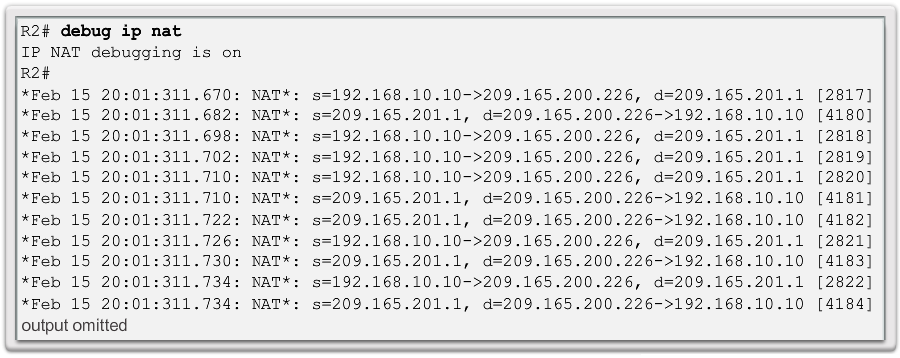 R2# debug ip nat
IP NAT debugging is on
R2#
*Feb 15 20:01:311.670: NAT*: s=192.168.10.10->209.165.200.226, d=209.165.201.1 [2817]
*Feb 15 20:01:311.682: NAT*: s=209.165.201.1, d=209.165.200.226->192.168.10.10 [4180]
*Feb 15 20:01:311.698: NAT*: s=192.168.10.10->209.165.200.226, d=209.165.201.1 [2818]
*Feb 15 20:01:311.702: NAT*: s=192.168.10.10->209.165.200.226, d=209.165.201.1 [2819]
*Feb 15 20:01:311.710: NAT*: s=192.168.10.10->209.165.200.226, d=209.165.201.1 [2820]
*Feb 15 20:01:311.710: NAT*: s=209.165.201.1, d=209.165.200.226->192.168.10.10 [4181]
*Feb 15 20:01:311.722: NAT*: s=209.165.201.1, d=209.165.200.226->192.168.10.10 [4182]
*Feb 15 20:01:311.726: NAT*: s=192.168.10.10->209.165.200.226, d=209.165.201.1 [2821]
*Feb 15 20:01:311.730: NAT*: s=209.165.201.1, d=209.165.200.226->192.168.10.10 [4183]
*Feb 15 20:01:311.734: NAT*: s=192.168.10.10->209.165.200.226, d=209.165.201.1 [2822]
*Feb 15 20:01:311.734: NAT*: s=209.165.201.1, d=209.165.200.226->192.168.10.10 [4184]
output omitted